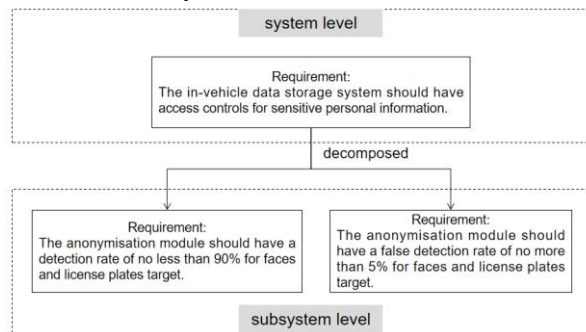 system level
Requirement:
The in-vehicle data storage system should have
access controls for sensitive personal information.
decomposed
Requirement:
The anonymisation module should have a
detection rate of no less than 90% for faces
and license plates target.
Requirement:
The anonymisation module should
have a false detection rate of no more
than 5% for faces and license plates
target.
subsystem level